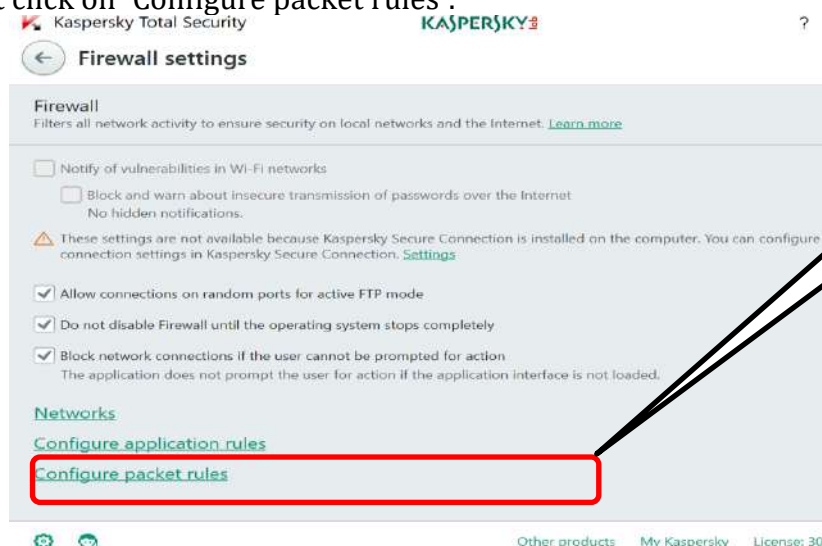 click on "Configure packet rules".
Kaspersky Total Security KASPERSKY ?
Firewall settings
Firewall
Filters all network activity to ensure security on local networks and the Internet. Learn more
Notify of vulnerabilities in Wi-Fi networks
Block and warn about insecure transmission of passwords over the Internet
No hidden notifications.
These settings are not available because Kaspersky Secure Connection is installed on the computer. You can configure
connection settings in Kaspersky Secure Connection. Settings
Allow connections on random ports for active FTP mode
Do not disable Firewall until the operating system stops completely
Block network connections if the user cannot be prompted for action
The application does not prompt the user for action if the application interface is not loaded.
Networks
Configure application rules
Configure packet rules
Other products My Kaspersky License: 30